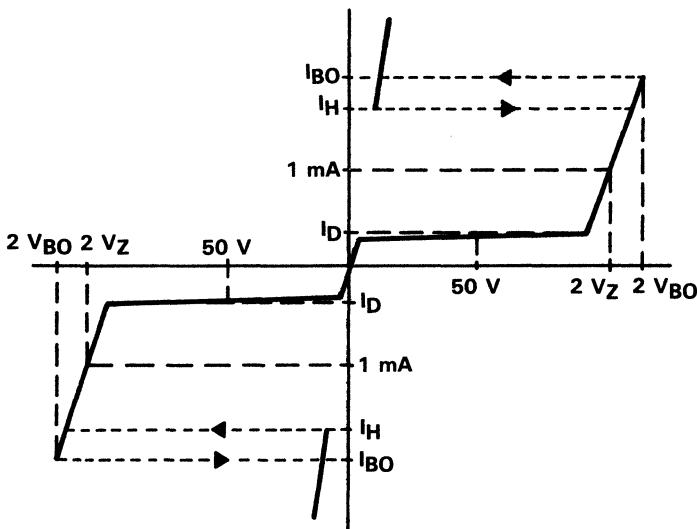 I_BO
I_H
1 mA
I_D
2 V_BO 2 V_Z 50 V
50 V 2 V_Z 2 V_BO
I_D
1 mA
I_H
I_BO